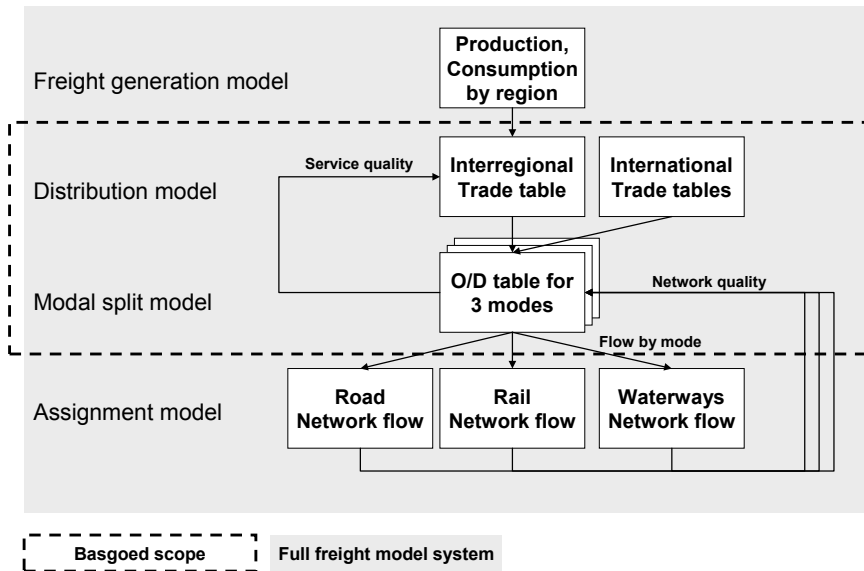 Production,
Consumption
by region
Freight generation model
Service quality
Interregional
Trade table
International
Trade tables
Distribution model
O/D table for
3 modes
Network quality
Modal split model
Flow by mode
Road
Network flow
Rail
Network flow
Waterways
Network flow
Assignment model
Basgoed scope
Full freight model system